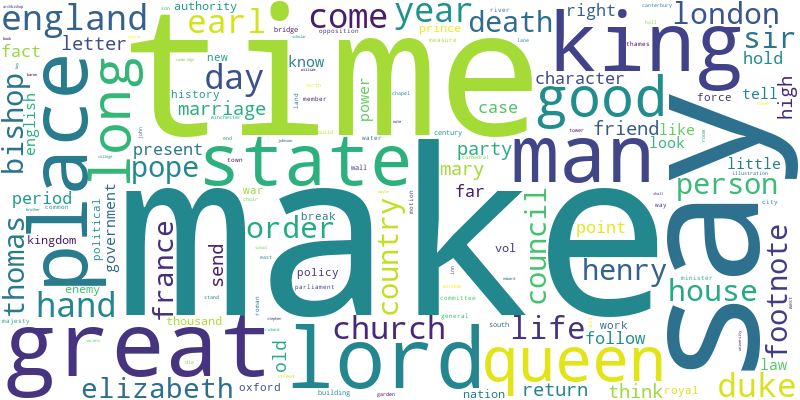 england
time
earl
come
year
death
right
london
sir
king
authority
letter
fact
bishop
english
place
long
day
know
power
history
marriage
new
case
good
character
force
hold
tell
high
prince
opposition
bridge
member
land
present
pope
state
party
mary
man
friend
like
look
little
person
period
political
government
kingdom
common
thomas
town
war
wall
water
century
tower
city
way
far
council
point
make
say
order
break
country
vol
henry
house
footnote
france
send
policy
parliament
hand
enemy
majesty
thousand
stand
roman
committee
general
minister
great
lord
church
life
follow
work
queen
south
law
old
elizabeth
oxford
building
garden
nation
return
think
royal
duke
river
thames
canterbury
chapel
measure
winchester
motion
illustration
and
john
inn